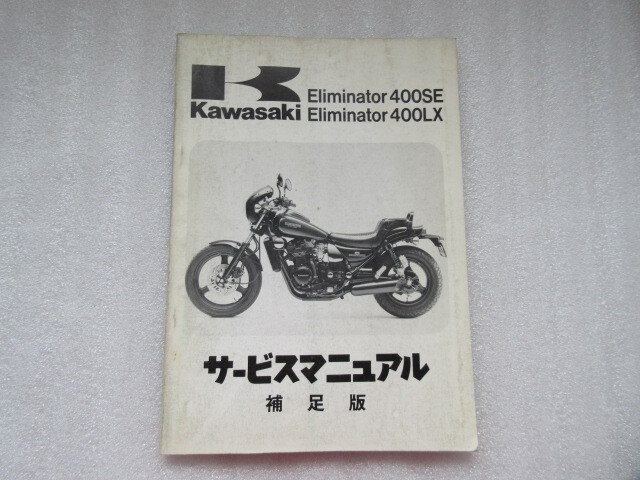 Kawasaki
Eliminator 400SE
Eliminator 400LX
サービスマニュアル
補足版